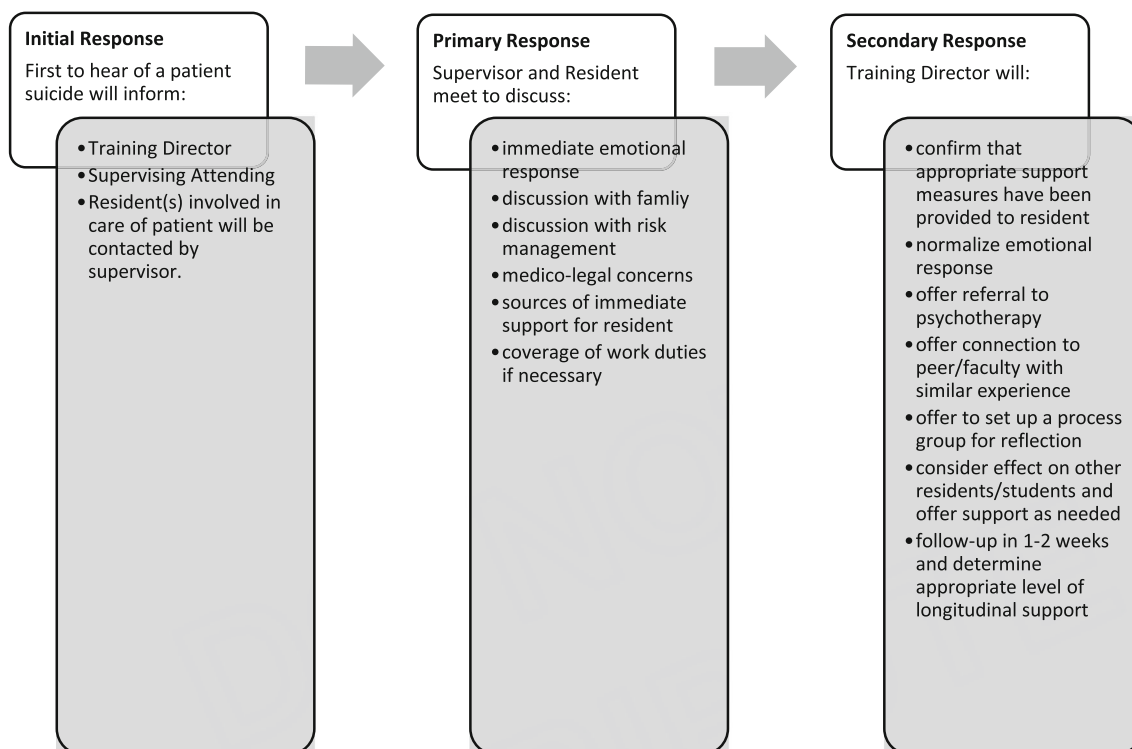 Initial Response
First to hear of a patient
suicide will inform:
•Training Director
•Supervising Attending
•Resident(s) involved in
care of patient will be
contacted by
supervisor.
Primary Response
Supervisor and Resident
meet to discuss:
•immediate emotional
response
•discussion with famliy
•discussion with risk
management
•medico-legal concerns
•sources of immediate
support for resident
•coverage of work duties
if necessary
Secondary Response
Training Director will:
•confirm that
appropriate support
measures have been
provided to resident
•normalize emotional
response
•offer referral to
psychotherapy
•offer connection to
peer/faculty with
similar experience
•offer to set up a process
group for reflection
•consider effect on other
residents/students and
offer support as needed
•follow-up in 1-2 weeks
and determine
appropriate level of
longitudinal support